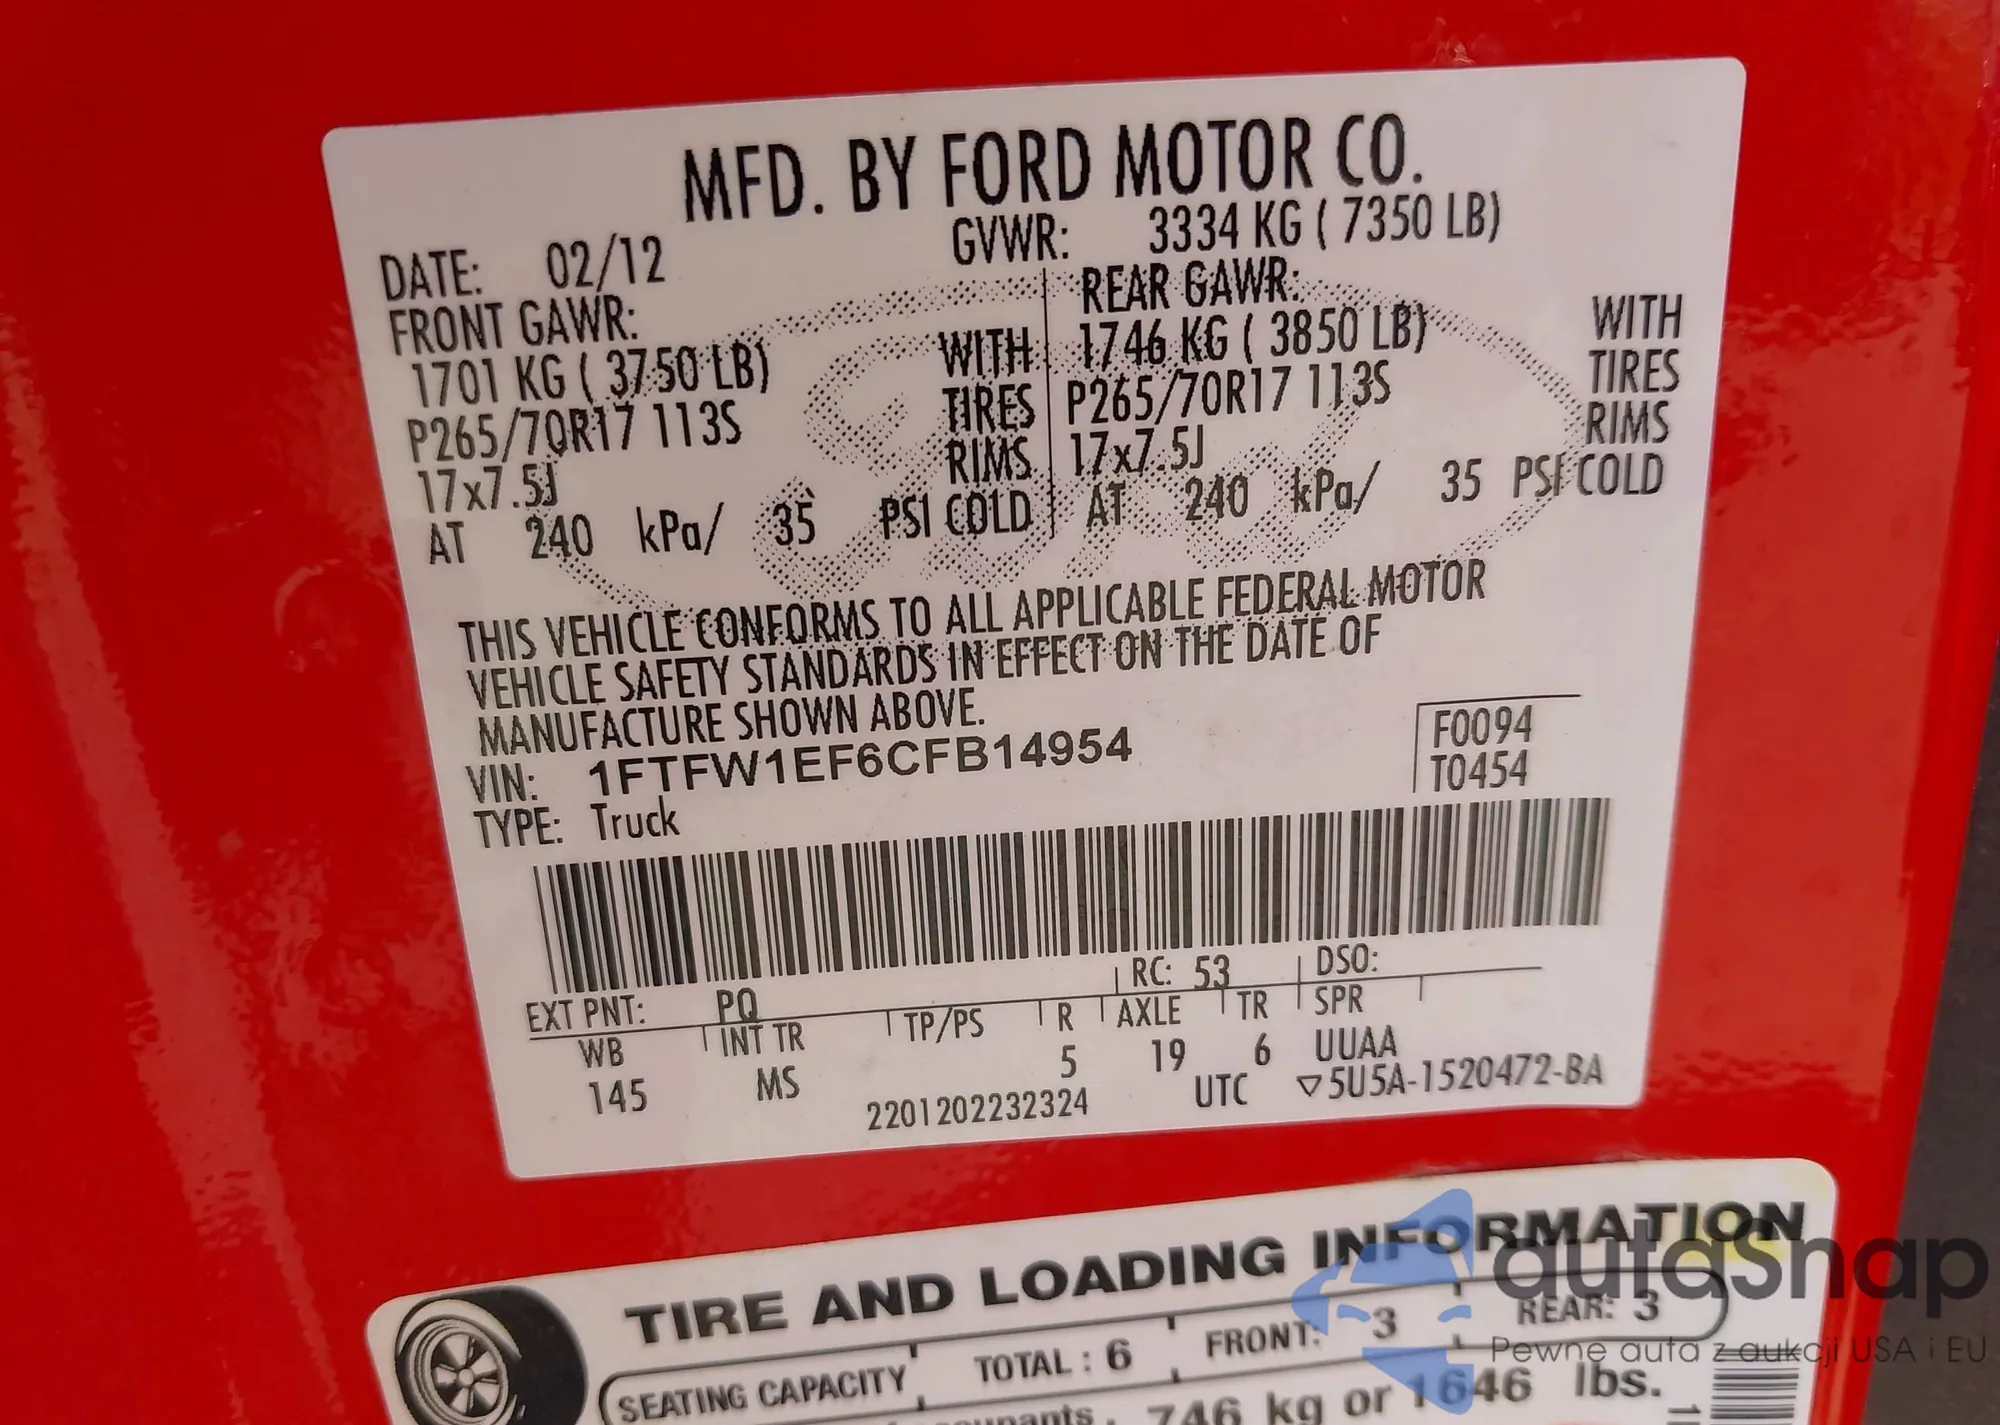 MFD. BY FORD MOTOR CO.
DATE: 02/12 GVWR: 3334 KG ( 7350 LB)
FRONT GAWR: REAR GAWR:
1701 KG ( 3750 LB) WITH 1746 KG ( 3850 LB) WITH
P265/70R17 113S TIRES P265/70R17 113S TIRES
17x7.5J RIMS 17x7.5J RIMS
AT 240 kPa/ 35 PSI COLD AT 240 kPa/ 35 PSI COLD
THIS VEHICLE CONFORMS TO ALL APPLICABLE FEDERAL MOTOR
VEHICLE SAFETY STANDARDS IN EFFECT ON THE DATE OF
MANUFACTURE SHOWN ABOVE.
VIN: 1FTFW1EF6CFB14954 F0094
TYPE: Truck T0454
EXT PNT: PQ RC: 53 DSO:
WB INT TR TP/PS R AXLE TR SPR
145 MS 5 19 6 UUAA
2201202232324 UTC ▽5U5A-1520472-BA
TIRE AND LOADING INFORMATION
SEATING CAPACITY TOTAL : 6 FRONT: 3 REAR: 3
746 kg or 1646 lbs.
autaSnap
Pewne auta z aukcji USA i EU